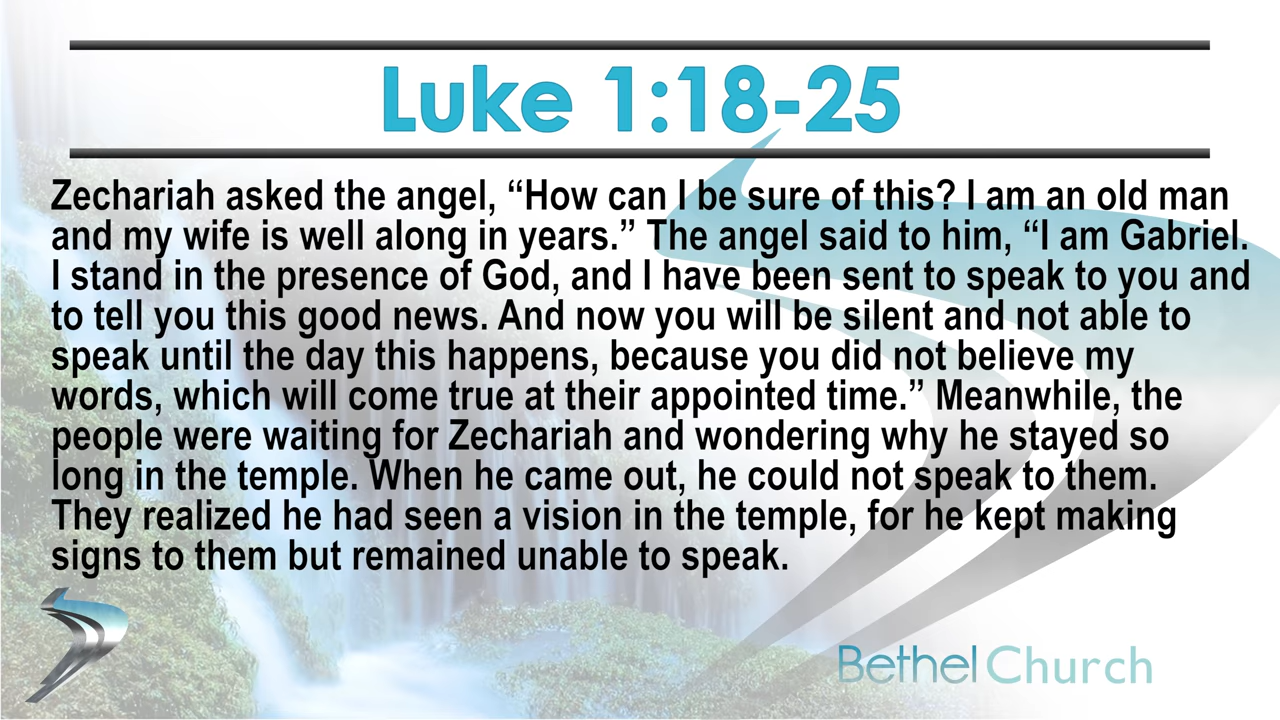 Luke 1:18-25
Zechariah asked the angel, “How can I be sure of this? I am an old man
and my wife is well along in years.” The angel said to him, “I am Gabriel.
I stand in the presence of God, and I have been sent to speak to you and
to tell you this good news. And now you will be silent and not able to
speak until the day this happens, because you did not believe my
words, which will come true at their appointed time.” Meanwhile, the
people were waiting for Zechariah and wondering why he stayed so
long in the temple. When he came out, he could not speak to them.
They realized he had seen a vision in the temple, for he kept making
signs to them but remained unable to speak.
Bethel Church